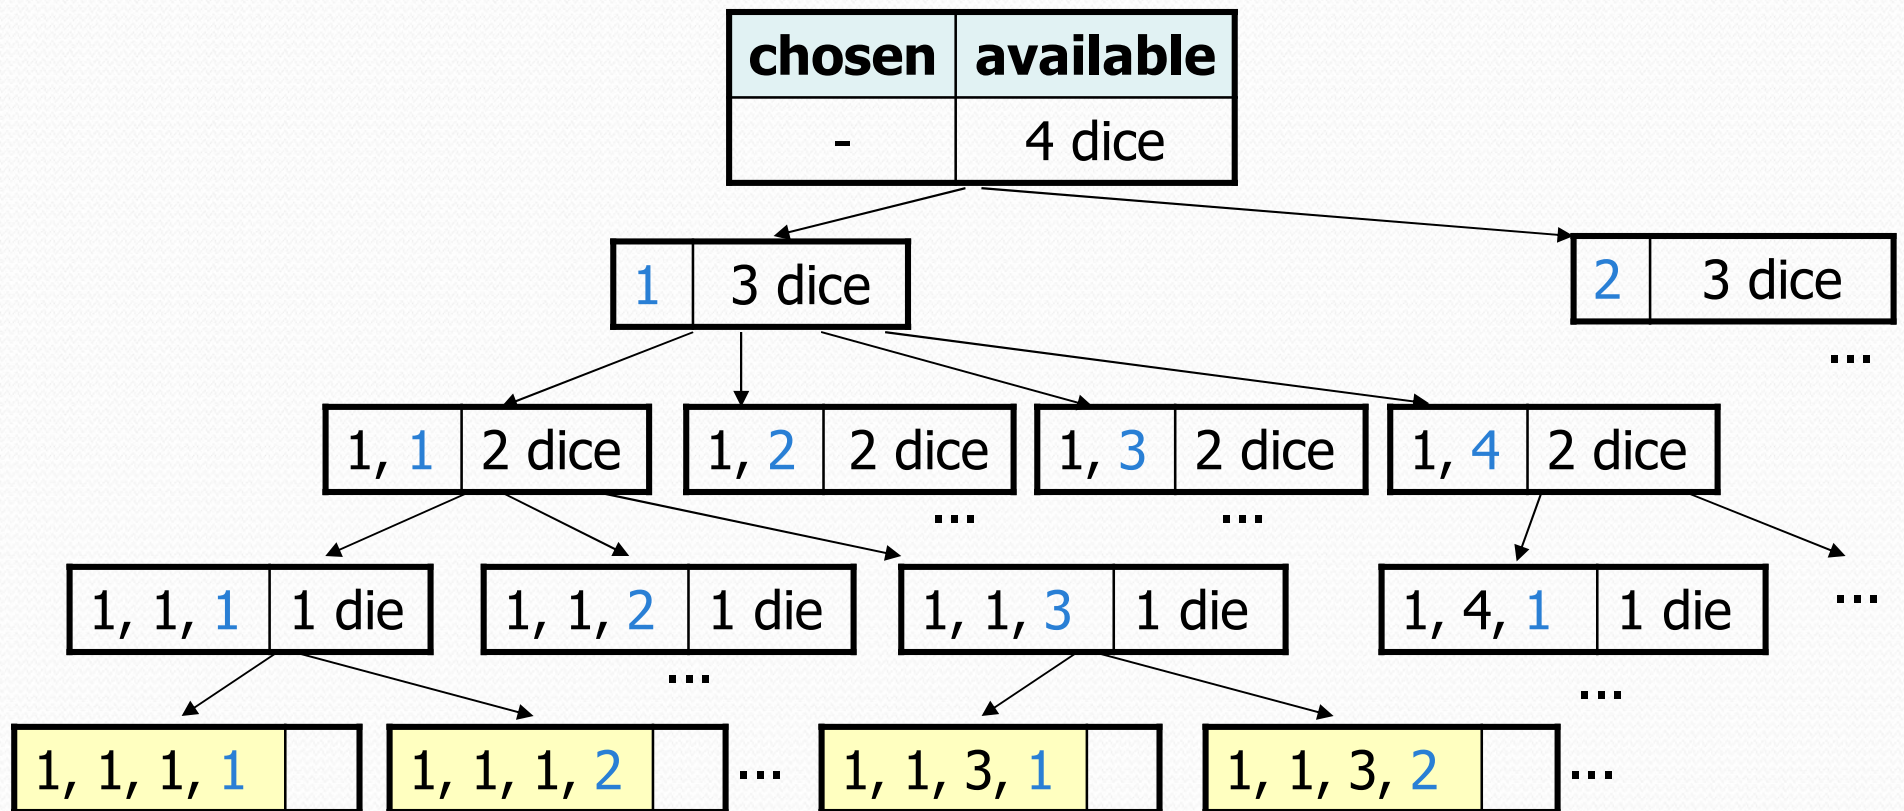 chosen available
- 4 dice
1 3 dice
2 3 dice
...
1, 1 2 dice
1, 2 2 dice
1, 3 2 dice
1, 4 2 dice
...
...
1, 1, 1 1 die
1, 1, 2 1 die
1, 1, 3 1 die
1, 4, 1 1 die
...
...
...
1, 1, 1, 1
1, 1, 1, 2
...
1, 1, 3, 1
1, 1, 3, 2
...